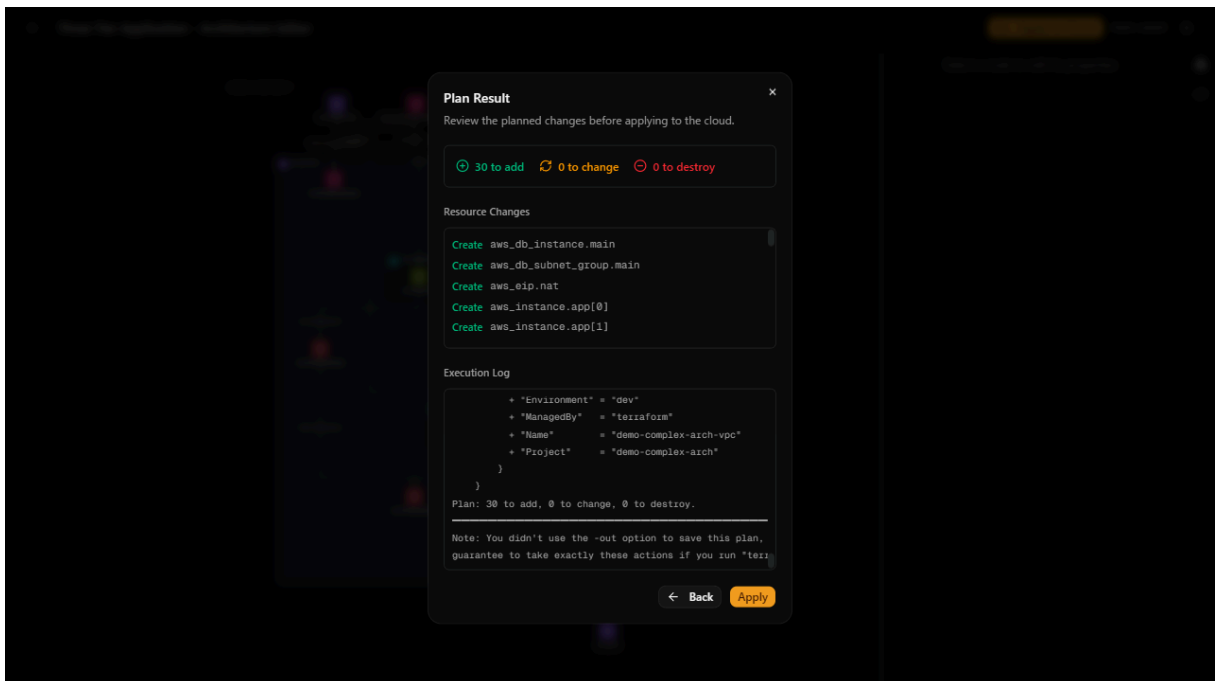 Plan Result
Review the planned changes before applying to the cloud.
30 to add 0 to change 0 to destroy
Resource Changes
Create aws_db_instance.main
Create aws_db_subnet_group.main
Create aws_eip.nat
Create aws_instance.app[0]
Create aws_instance.app[1]
Execution Log
+ "Environment" = "dev"
+ "ManagedBy" = "terraform"
+ "Name" = "demo-complex-arch-vpc"
+ "Project" = "demo-complex-arch"
}
}
Plan: 30 to add, 0 to change, 0 to destroy.
Note: You didn't use the -out option to save this plan,
guarantee to take exactly these actions if you run "terr
← Back Apply